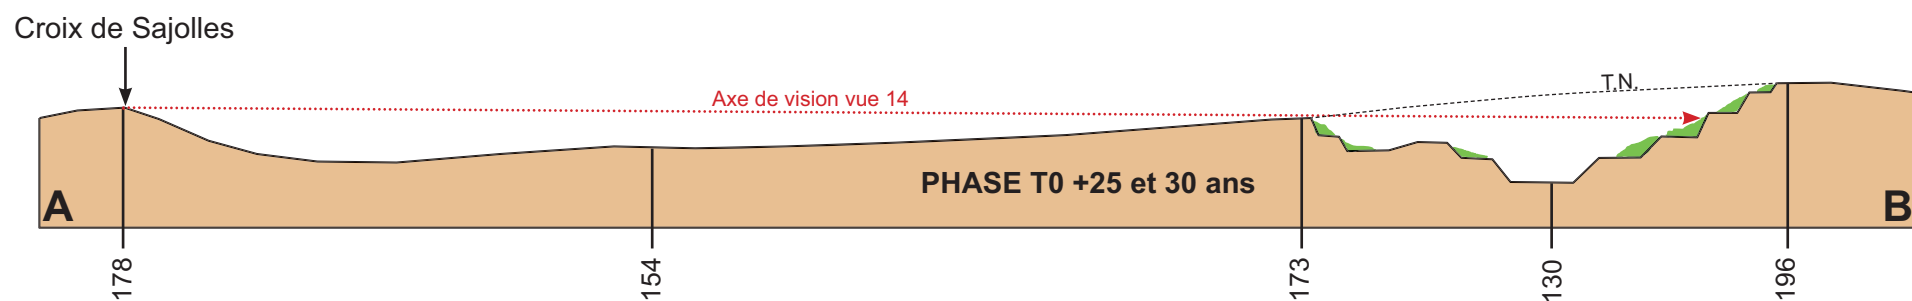 Croix de Sajolles
T.N.
Axe de vision vue 14
PHASE T0 +25 et 30 ans
A
B
178
154
173
130
196